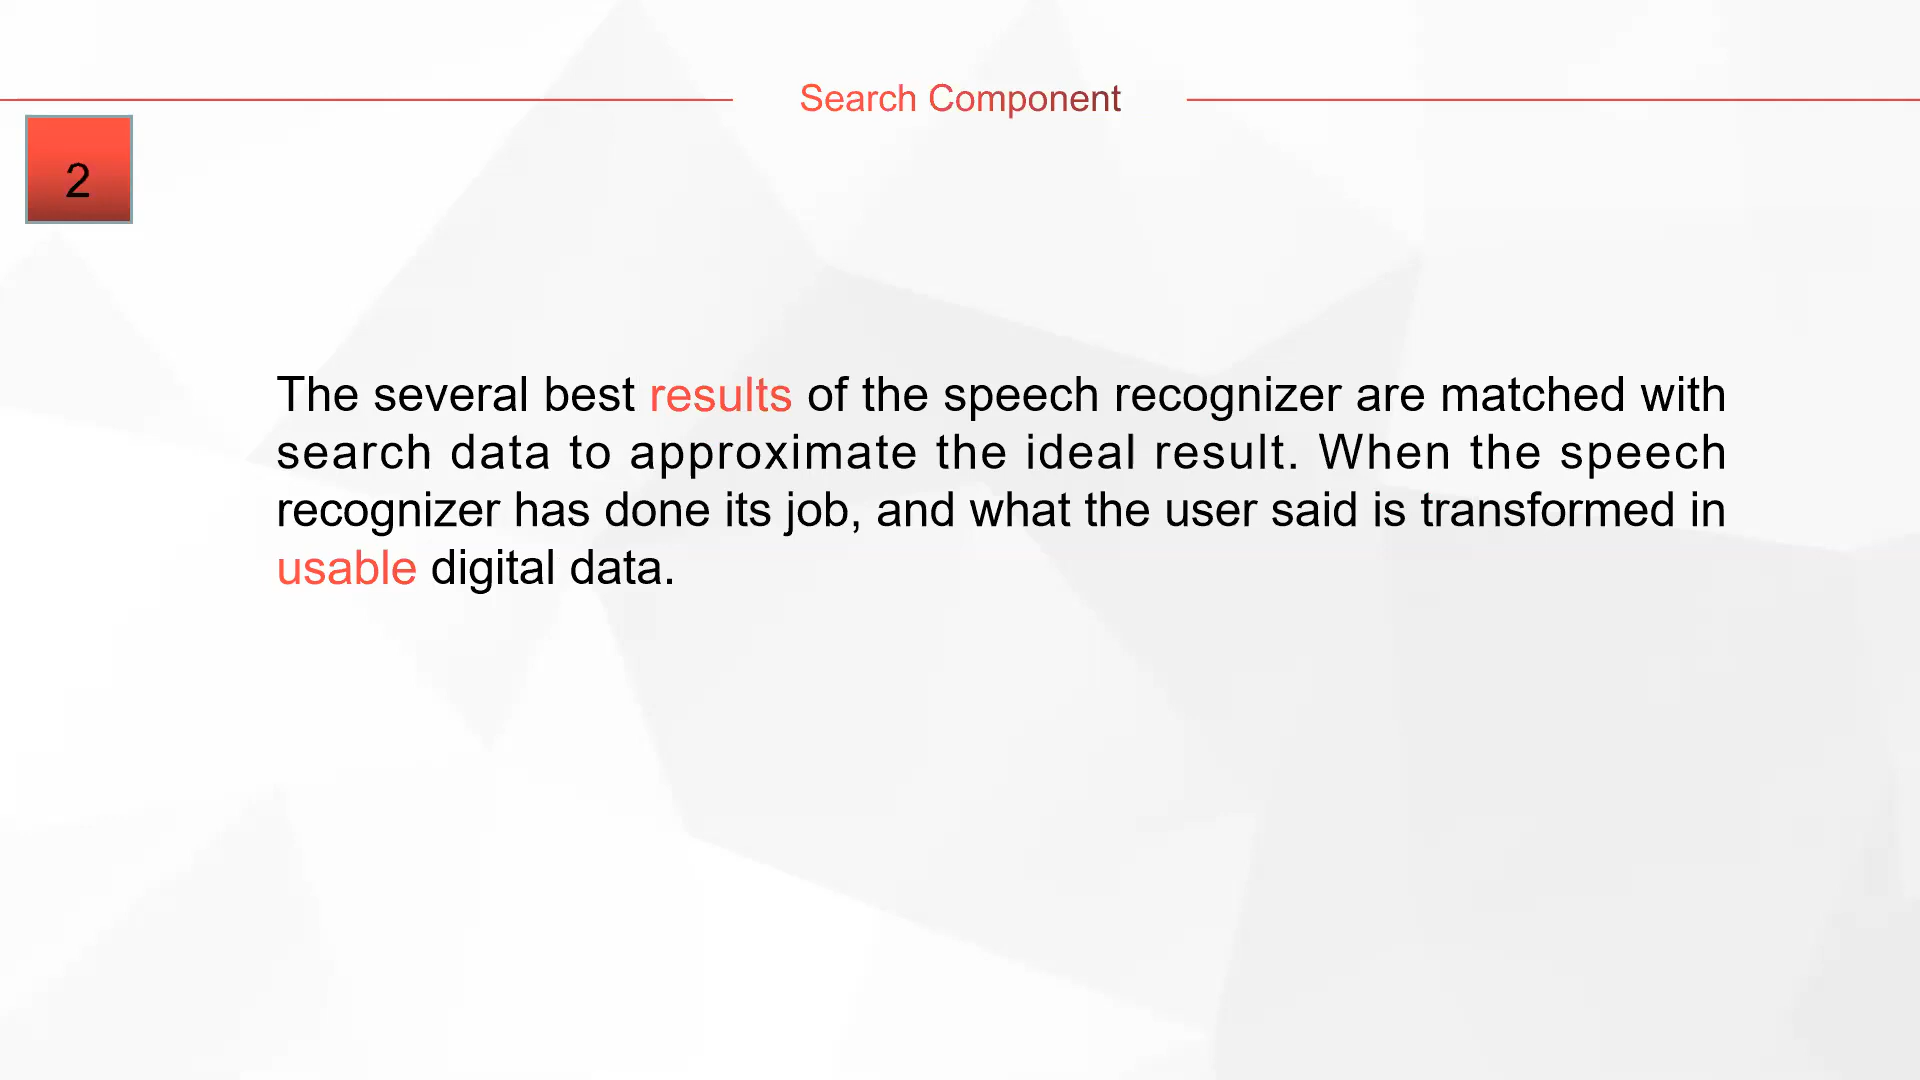 Search Component
2
The several best results of the speech recognizer are matched with
search data to approximate the ideal result. When the speech
recognizer has done its job, and what the user said is transformed in
usable digital data.